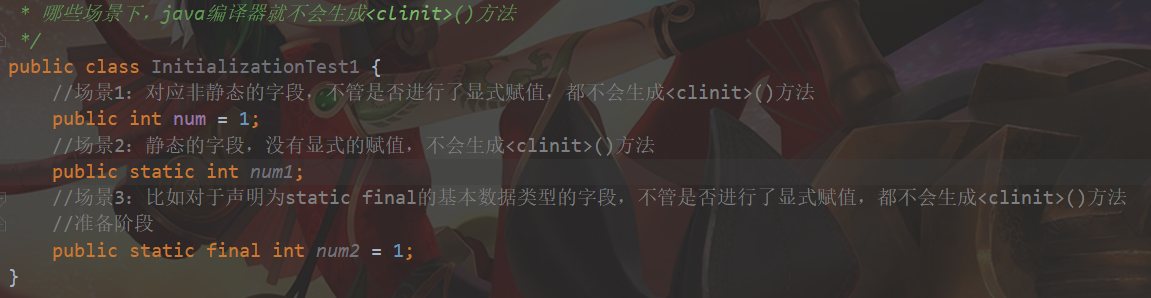 * 哪些场景下，java编译器就不会生成<clinit>()方法
*/
public class InitializationTest1 {
//场景1：对应非静态的字段，不管是否进行了显式赋值，都不会生成<clinit>()方法
public int num = 1;
//场景2：静态的字段，没有显式的赋值，不会生成<clinit>()方法
public static int num1;
//场景3：比如对于声明为static final的基本数据类型的字段，不管是否进行了显式赋值，都不会生成<clinit>()方法
//准备阶段
public static final int num2 = 1;
}